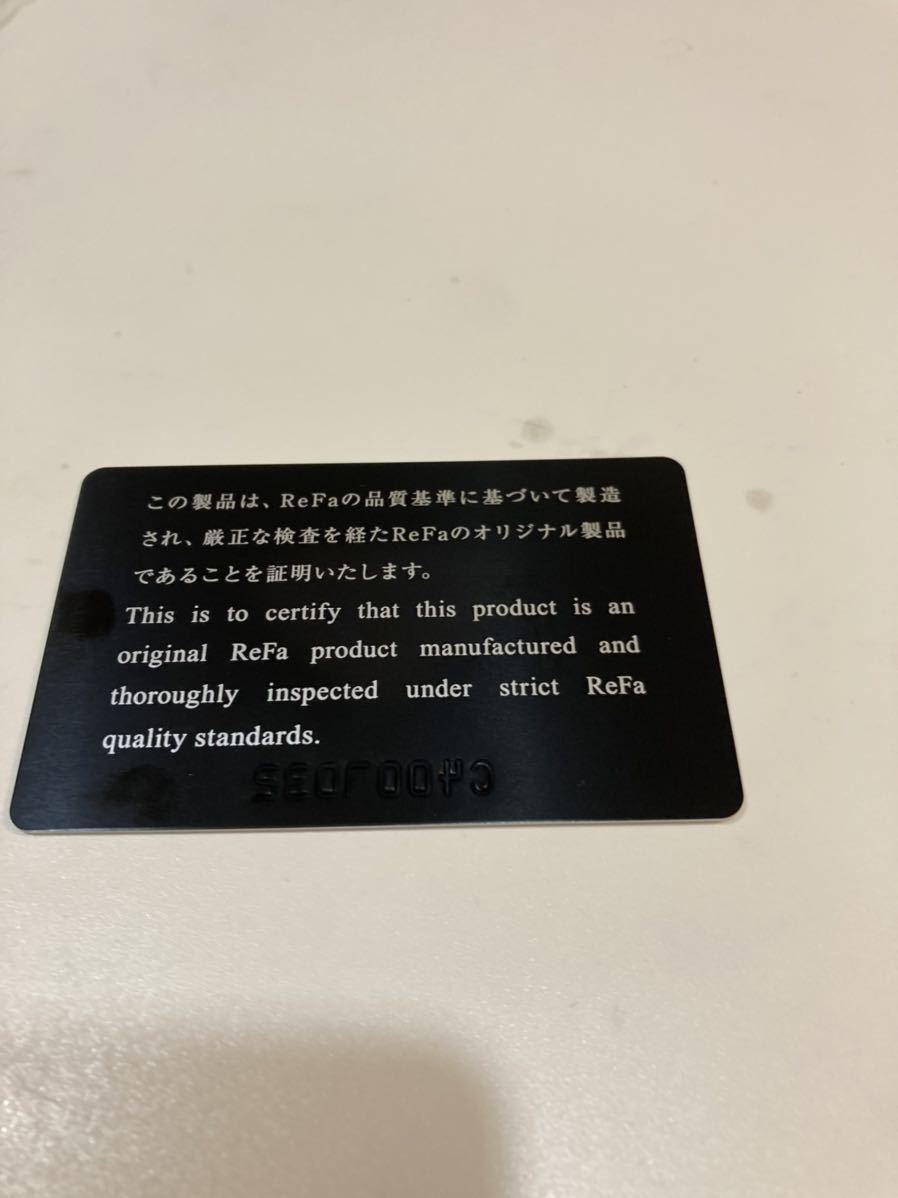 この製品は、ReFaの品質基準に基づいて製造
され、厳正な検査を経たReFaのオリジナル製品
であることを証明いたします。
This is to certify that this product is an
original ReFa product manufactured and
thoroughly inspected under strict ReFa
quality standards.